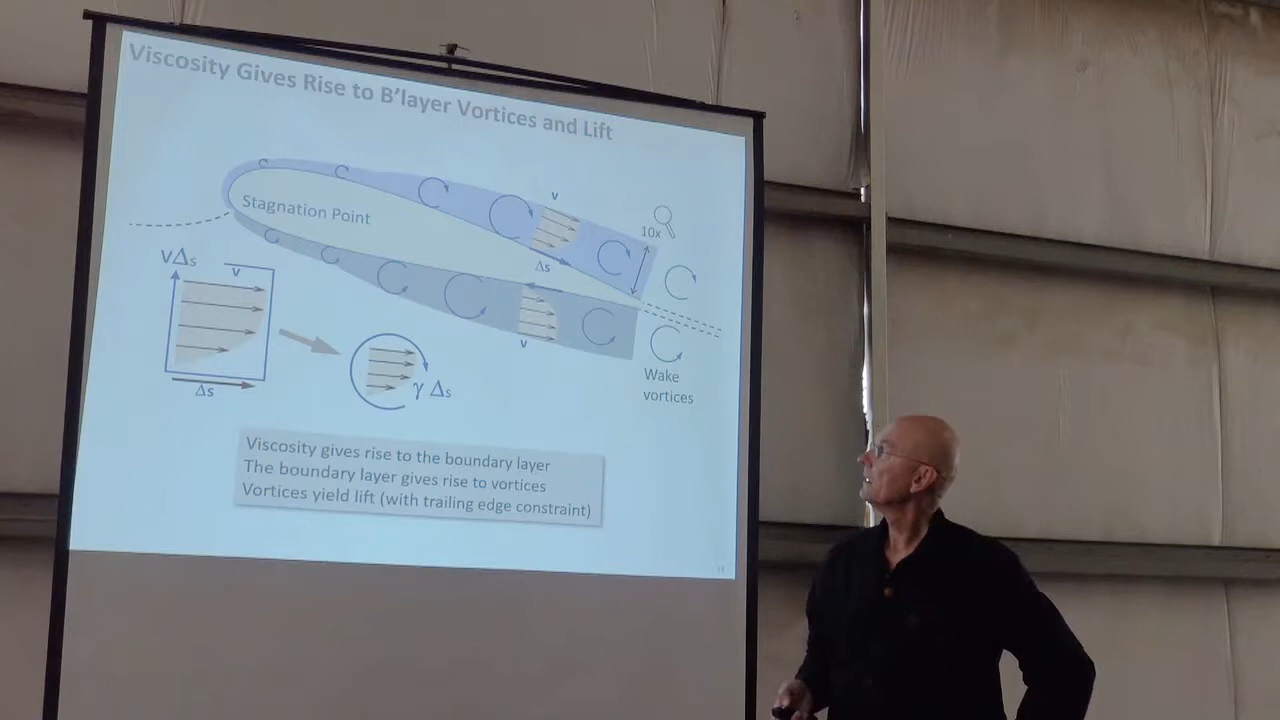 Viscosity Gives Rise to B'layer Vortices and Lift
v
10x
Stagnation Point
Δs
vΔs
v
v
Δs
γ Δs
Wake
vortices
Viscosity gives rise to the boundary layer
The boundary layer gives rise to vortices
Vortices yield lift (with trailing edge constraint)